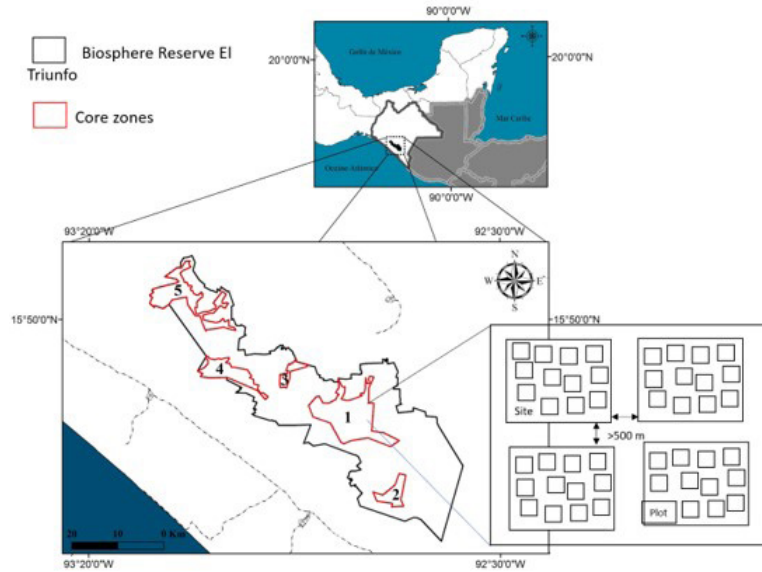 90°0'0"W
Biosphere Reserve El
Triunfo
Core zones
20°0'0"N
20°0'0"N
Golfo de México
Mar Caribe
Océano Atlántico
90°0'0"W
93°20'0"W
92°30'0"W
N
W
E
S
15°50'0"N
15°50'0"N
5
4
3
1
2
Site
>500 m
Plot
20
10
0 Km
93°20'0"W
92°30'0"W